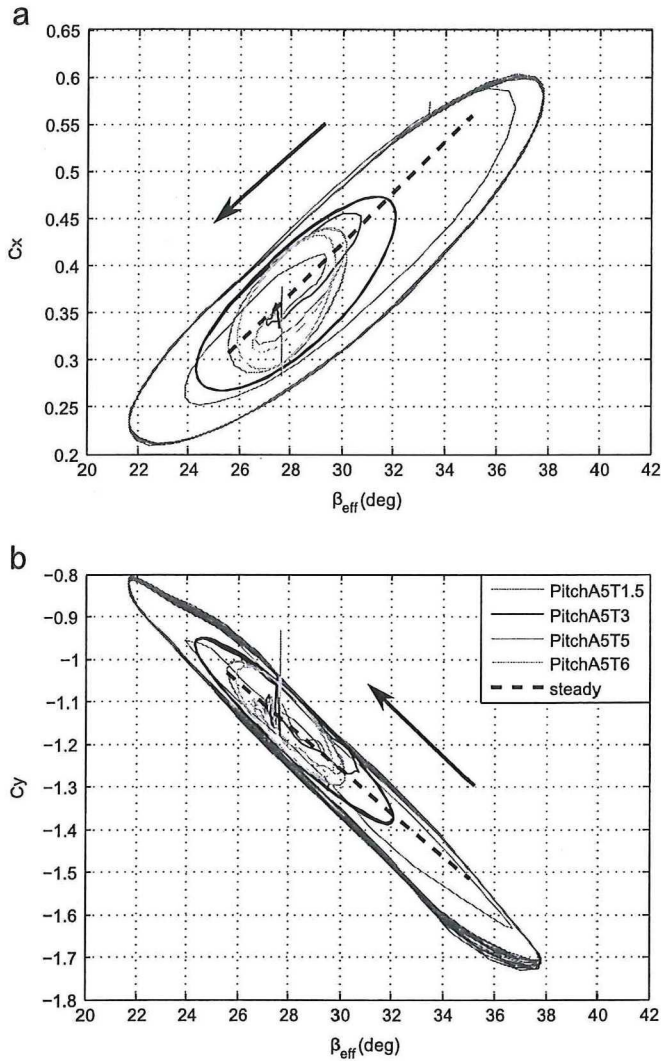 a
0.65
0.6
0.55
0.5
0.45
0.4
0.35
0.3
0.25
0.2
Cx
20 22 24 26 28 30 32 34 36 38 40 42
βeff(deg)
b
−0.8
−0.9
−1
−1.1
−1.2
−1.3
−1.4
−1.5
−1.6
−1.7
−1.8
Cy
PitchA5T1.5
PitchA5T3
PitchA5T5
PitchA5T6
steady
20 22 24 26 28 30 32 34 36 38 40 42
βeff(deg)